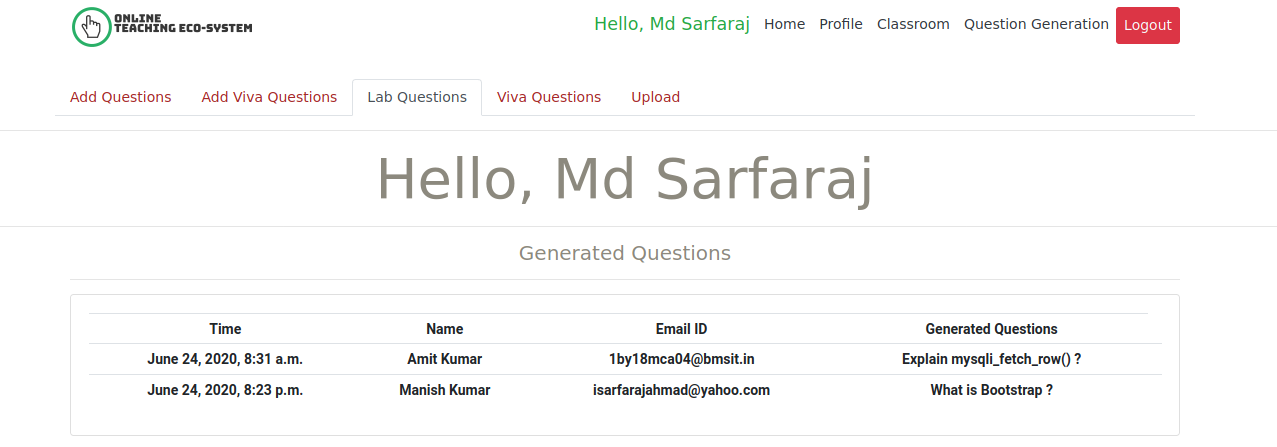 ONLINE
TEACHING ECO-SYSTEM
Hello, Md Sarfaraj Home Profile Classroom Question Generation Logout
Add Questions Add Viva Questions Lab Questions Viva Questions Upload
Hello, Md Sarfaraj
Generated Questions
Time Name Email ID Generated Questions
June 24, 2020, 8:31 a.m. Amit Kumar 1by18mca04@bmsit.in Explain mysqli_fetch_row() ?
June 24, 2020, 8:23 p.m. Manish Kumar isarfarajahmad@yahoo.com What is Bootstrap ?